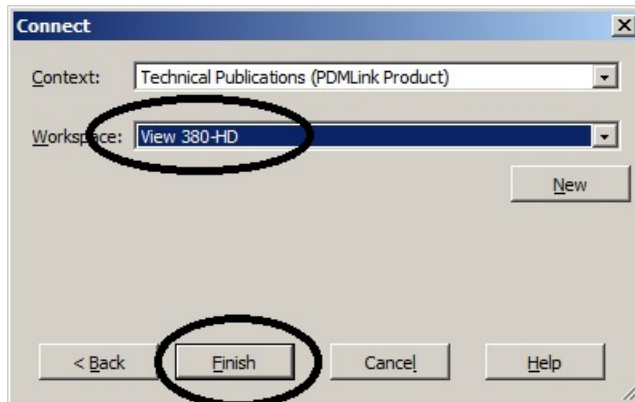 Connect
Context: Technical Publications (PDMLink Product)
Workspace: View 380-HD
New
< Back Finish Cancel Help